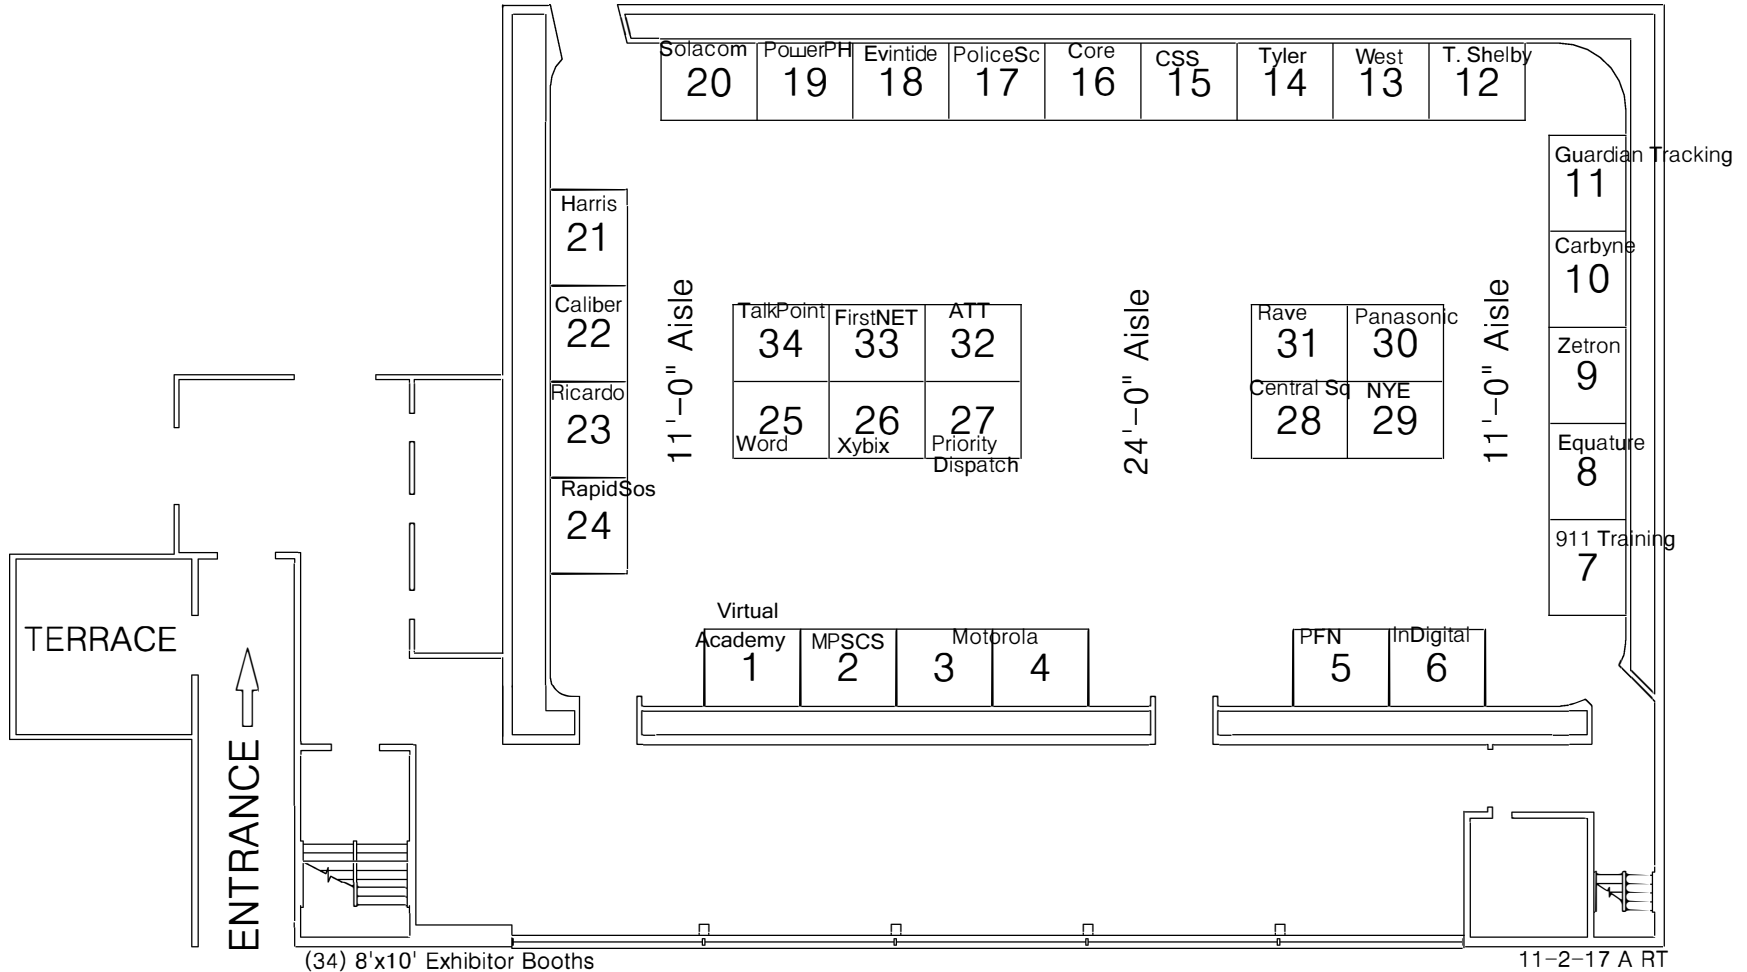 Solacom
20
PowerPH
19
Evintide
18
PoliceSc
17
Core
16
CSS
15
Tyler
14
West
13
T. Shelby
12
Guardian Tracking
11
Carbyne
10
Zetron
9
Equature
8
911 Training
7
Harris
21
Caliber
22
Ricardo
23
RapidSos
24
11'-0" Aisle
TalkPoint
34
FirstNET
33
ATT
32
25
Word
26
Xybix
27
Priority
Dispatch
24'-0" Aisle
Rave
31
Panasonic
30
Central Sq
28
NYE
29
11'-0" Aisle
Virtual
Academy
1
MPSCS
2
Motorola
3
4
PFN
5
InDigital
6
TERRACE
ENTRANCE
(34) 8'x10' Exhibitor Booths
11-2-17 A RT